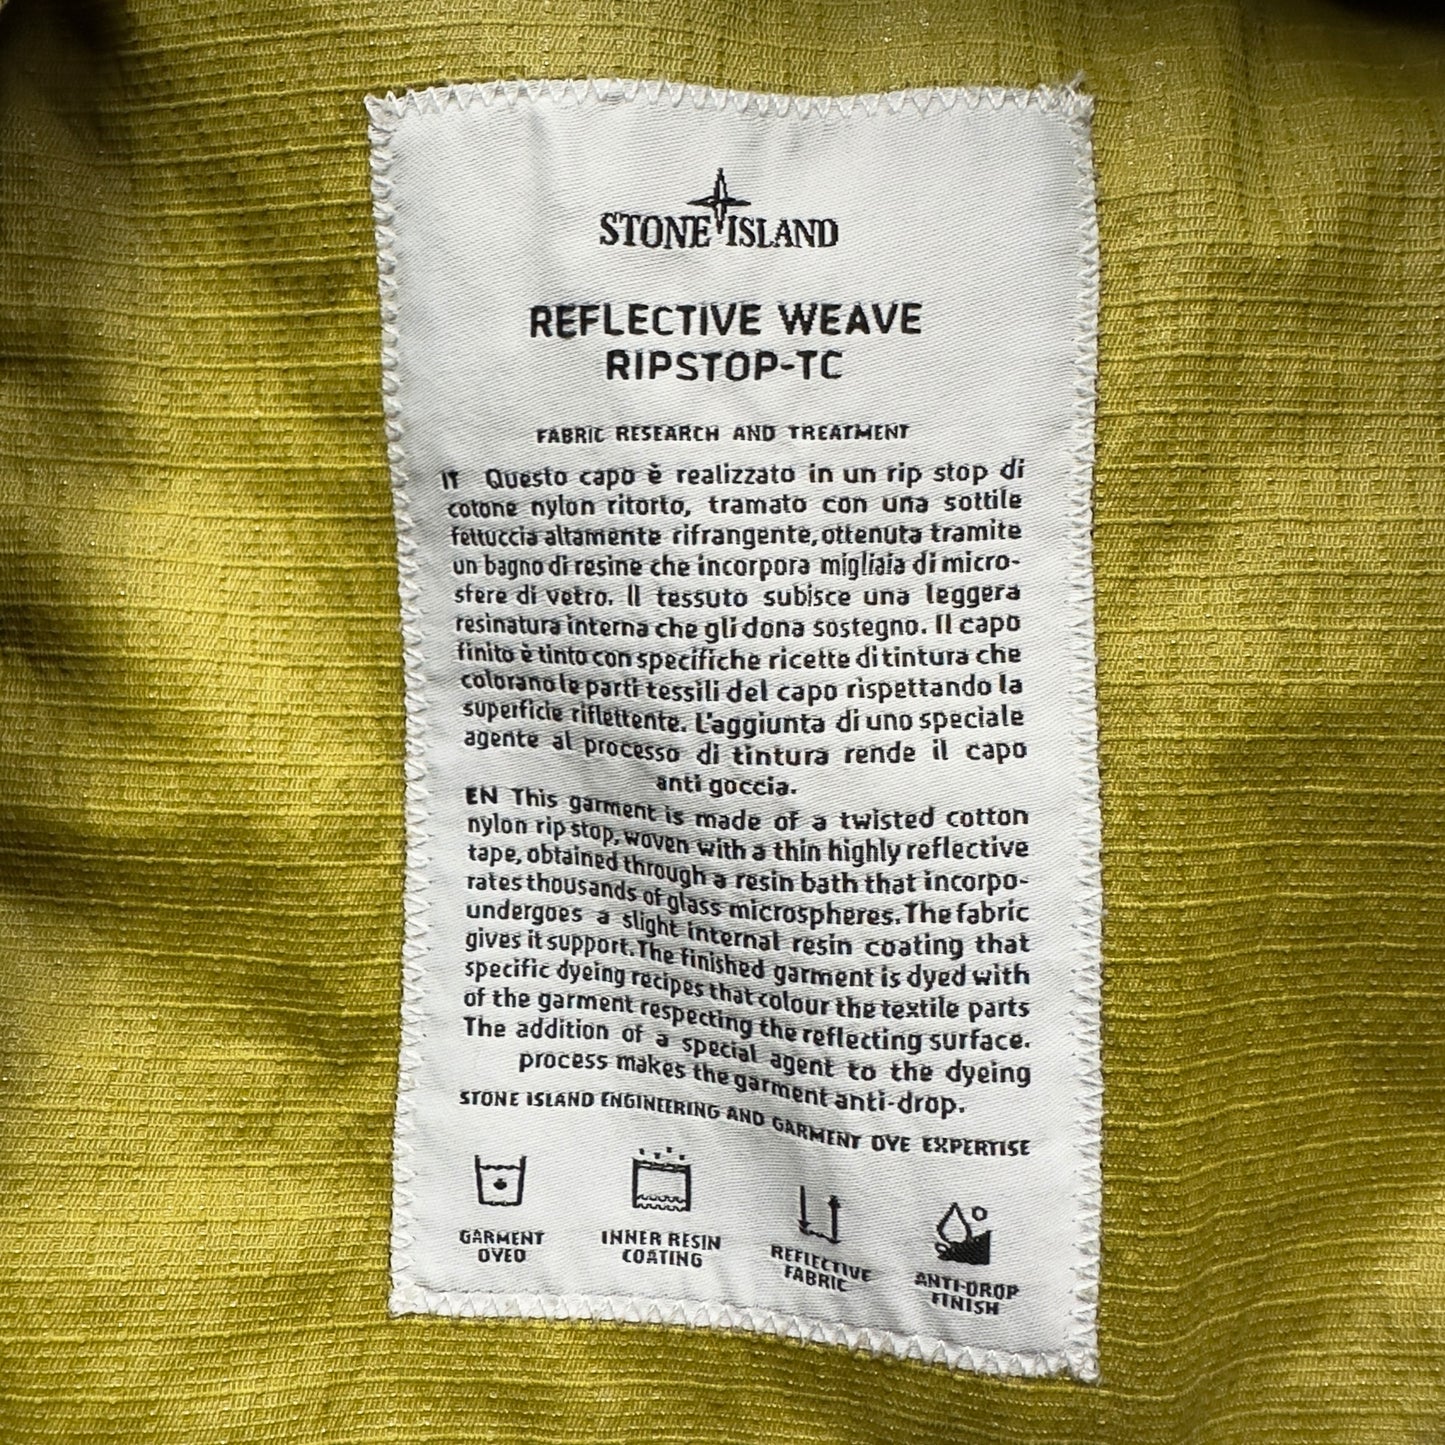 STONE ISLAND
REFLECTIVE WEAVE
RIPSTOP-TC
FABRIC RESEARCH AND TREATMENT
IT Questo capo è realizzato in un rip stop di
cotone nylon ritorto, tramato con una sottile
fettuccia altamente rifrangente, ottenuta tramite
un bagno di resine che incorpora migliaia di micro-
sfere di vetro. Il tessuto subisce una leggera
resinatura interna che gli dona sostegno. Il capo
finito è tinto con specifiche ricette di tintura che
colorano le parti tessili del capo rispettando la
superficie riflettente. L'aggiunta di uno speciale
agente al processo di tintura rende il capo
anti goccia.
EN This garment is made of a twisted cotton
nylon rip stop, woven with a thin highly reflective
tape, obtained through a resin bath that incorpo-
rates thousands of glass microspheres. The fabric
undergoes a slight internal resin coating that
gives it support. The finished garment is dyed with
specific dyeing recipes that colour the textile parts
of the garment respecting the reflecting surface.
The addition of a special agent to the dyeing
process makes the garment anti-drop.
STONE ISLAND ENGINEERING AND GARMENT DYE EXPERTISE
GARMENT
DYED
INNER RESIN
COATING
REFLECTIVE
FABRIC
ANTI-DROP
FINISH